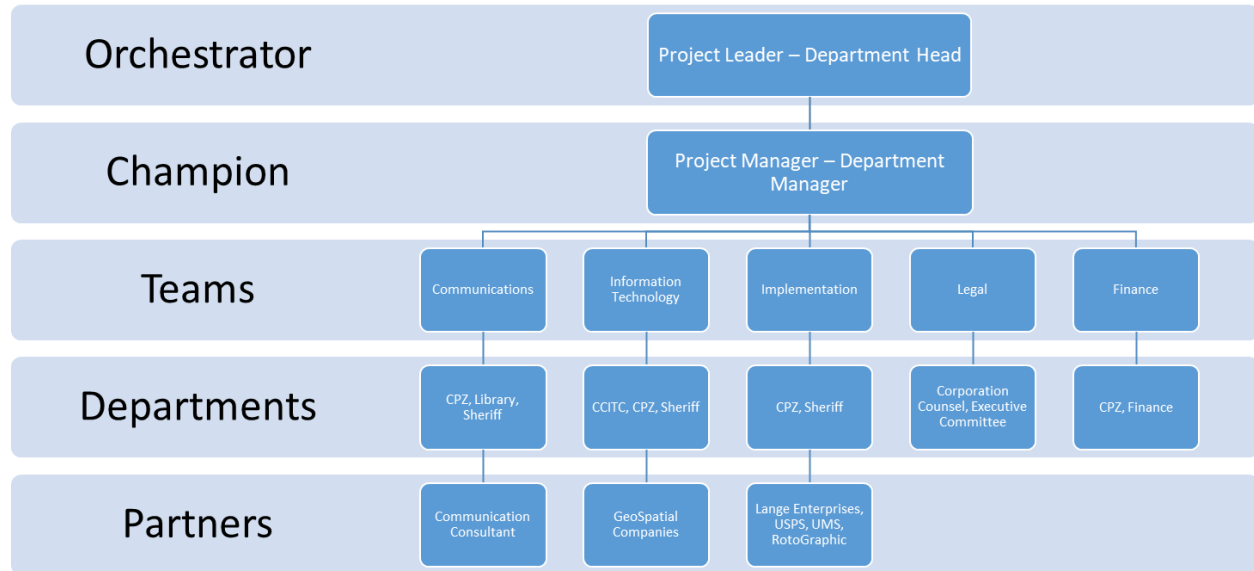 Orchestrator
Project Leader – Department Head
Champion
Project Manager – Department
Manager
Teams
Communications
Information
Technology
Implementation
Legal
Finance
Departments
CPZ, Library,
Sheriff
CCITC, CPZ, Sheriff
CPZ, Sheriff
Corporation
Counsel, Executive
Committee
CPZ, Finance
Partners
Communication
Consultant
GeoSpatial
Companies
Lange Enterprises,
USPS, UMS,
RotoGraphic